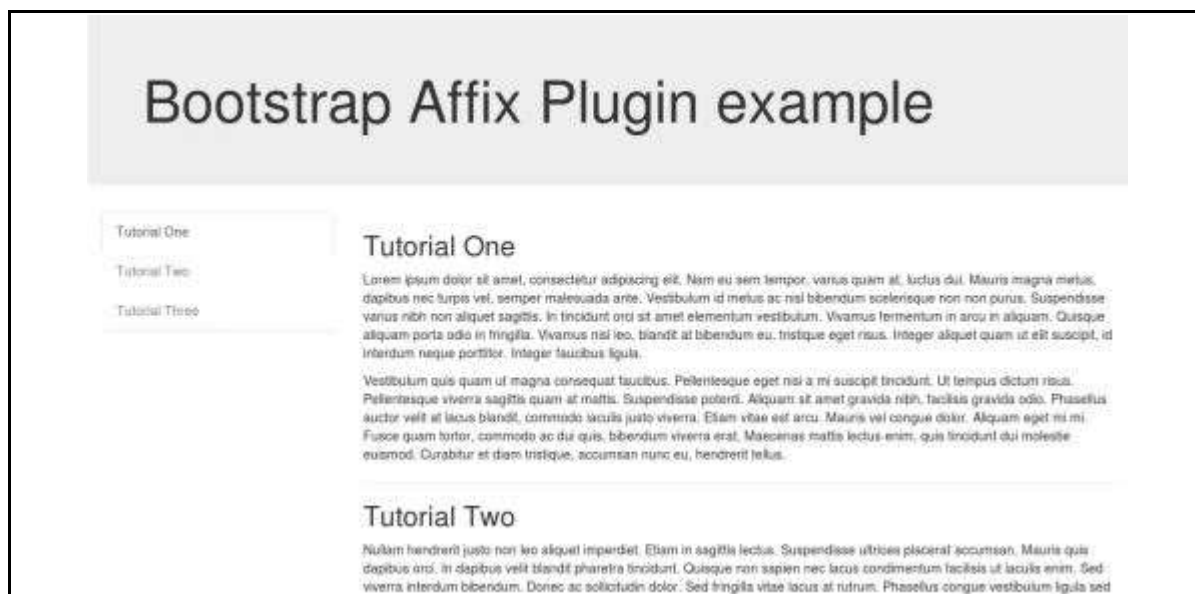 Bootstrap Affix Plugin example
Tutorial One
Tutorial Two
Tutorial Three
Tutorial One
Lorem ipsum dolor sit amet, consectetur adipiscing elit. Nam eu sem tempor, varius quam at, luctus dui. Mauris magna metus,
dapibus nec turpis vel, semper malesuada ante. Vestibulum id metus ac nisl bibendum scelerisque non non purus. Suspendisse
varius nibh non aliquet sagittis. In tincidunt orci sit amet elementum vestibulum. Vivamus fermentum in arcu in aliquam. Quisque
aliquam porta odio in fringilla. Vivamus nisl leo, blandit at bibendum eu, tristique eget risus. Integer aliquet quam ut elit suscipit, id
interdum neque porttitor. Integer faucibus ligula.
Vestibulum quis quam ut magna consequat faucibus. Pellentesque eget nisi a mi suscipit tincidunt. Ut tempus dictum risus.
Pellentesque viverra sagittis quam at mattis. Suspendisse potenti. Aliquam sit amet gravida nibh, facilisis gravida odio. Phasellus
auctor velit at lacus blandit, commodo iaculis justo viverra. Etiam vitae est arcu. Mauris vel congue dolor. Aliquam eget mi mi.
Fusce quam tortor, commodo ac dui quis, bibendum viverra erat. Maecenas mattis lectus enim, quis tincidunt dui molestie
euismod. Curabitur et diam tristique, accumsan nunc eu, hendrerit tellus.
Tutorial Two
Nullam hendrerit justo non leo aliquet imperdiet. Etiam in sagittis lectus. Suspendisse ultrices placerat accumsan. Mauris quis
dapibus orci. In dapibus velit blandit pharetra tincidunt. Quisque non sapien nec lacus condimentum facilisis ut iaculis enim. Sed
viverra interdum bibendum. Donec ac sollicitudin dolor. Sed fringilla vitae lacus at rutrum. Phasellus congue vestibulum ligula sed